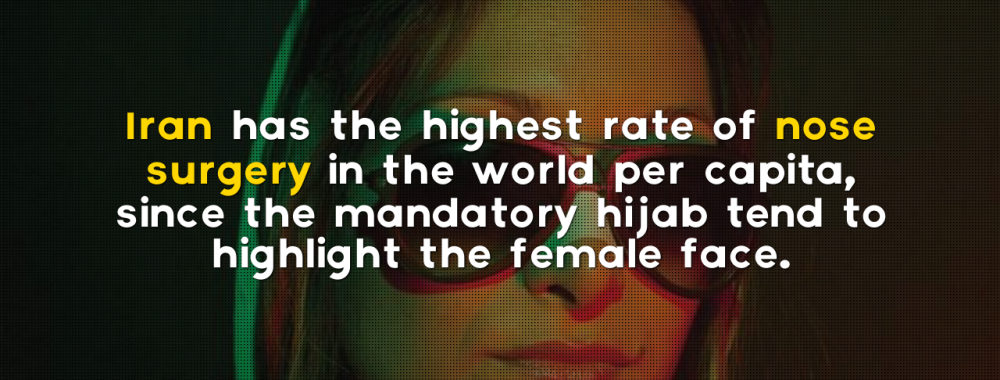 Iran has the highest rate of nose
surgery in the world per capita,
since the mandatory hijab tend to
highlight the female face.